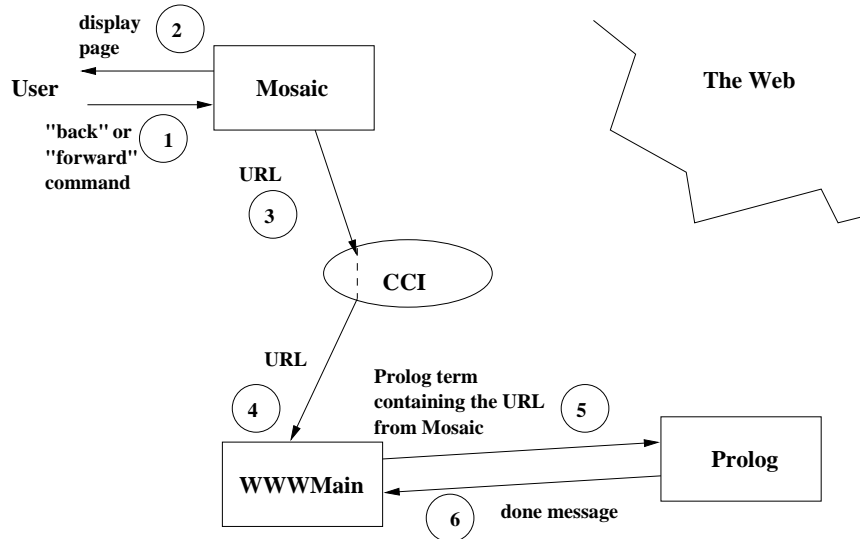 display
page
2
User
Mosaic
The Web
"back" or
"forward"
command
1
URL
3
CCI
URL
4
Prolog term
containing the URL
from Mosaic
5
WWWMain
Prolog
6
done message